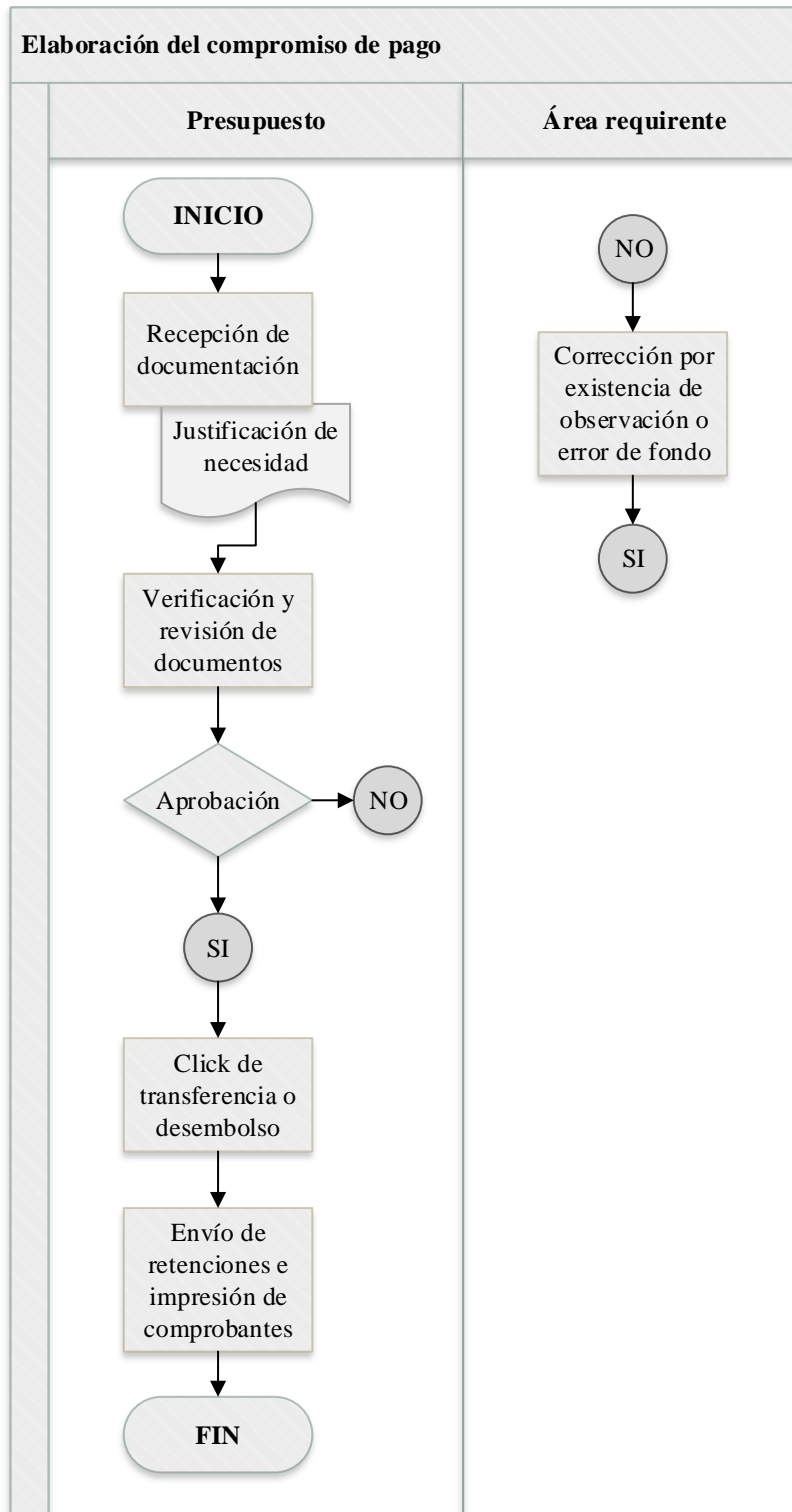 Elaboración del compromiso de pago
Presupuesto
Área requirente
INICIO
Recepción de
documentación
Justificación de
necesidad
Verificación y
revisión de
documentos
Aprobación
NO
SI
Click de
transferencia o
desembolso
Envío de
retenciones e
impresión de
comprobantes
FIN
NO
Corrección por
existencia de
observación o
error de fondo
SI